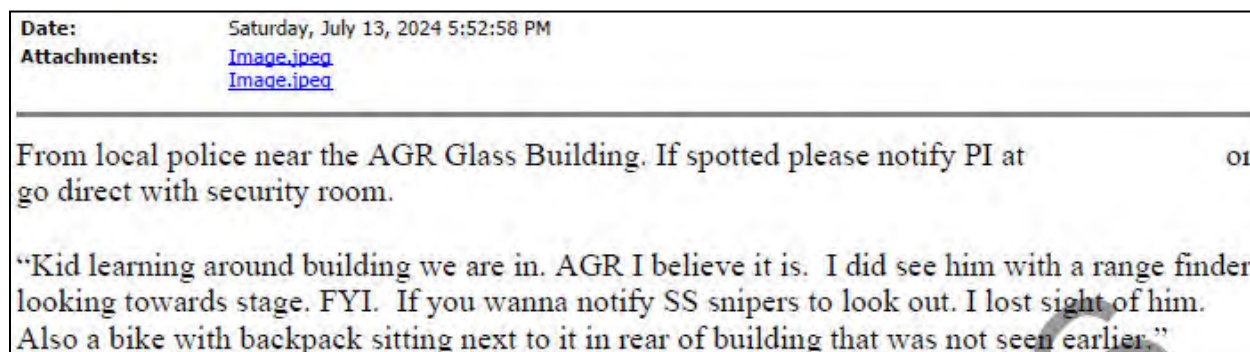 Date: Saturday, July 13, 2024 5:52:58 PM
Attachments: Image.jpeg
Image.jpeg
From local police near the AGR Glass Building. If spotted please notify PI at or
go direct with security room.
“Kid learning around building we are in. AGR I believe it is. I did see him with a range finder
looking towards stage. FYI. If you wanna notify SS snipers to look out. I lost sight of him.
Also a bike with backpack sitting next to it in rear of building that was not seen earlier.”